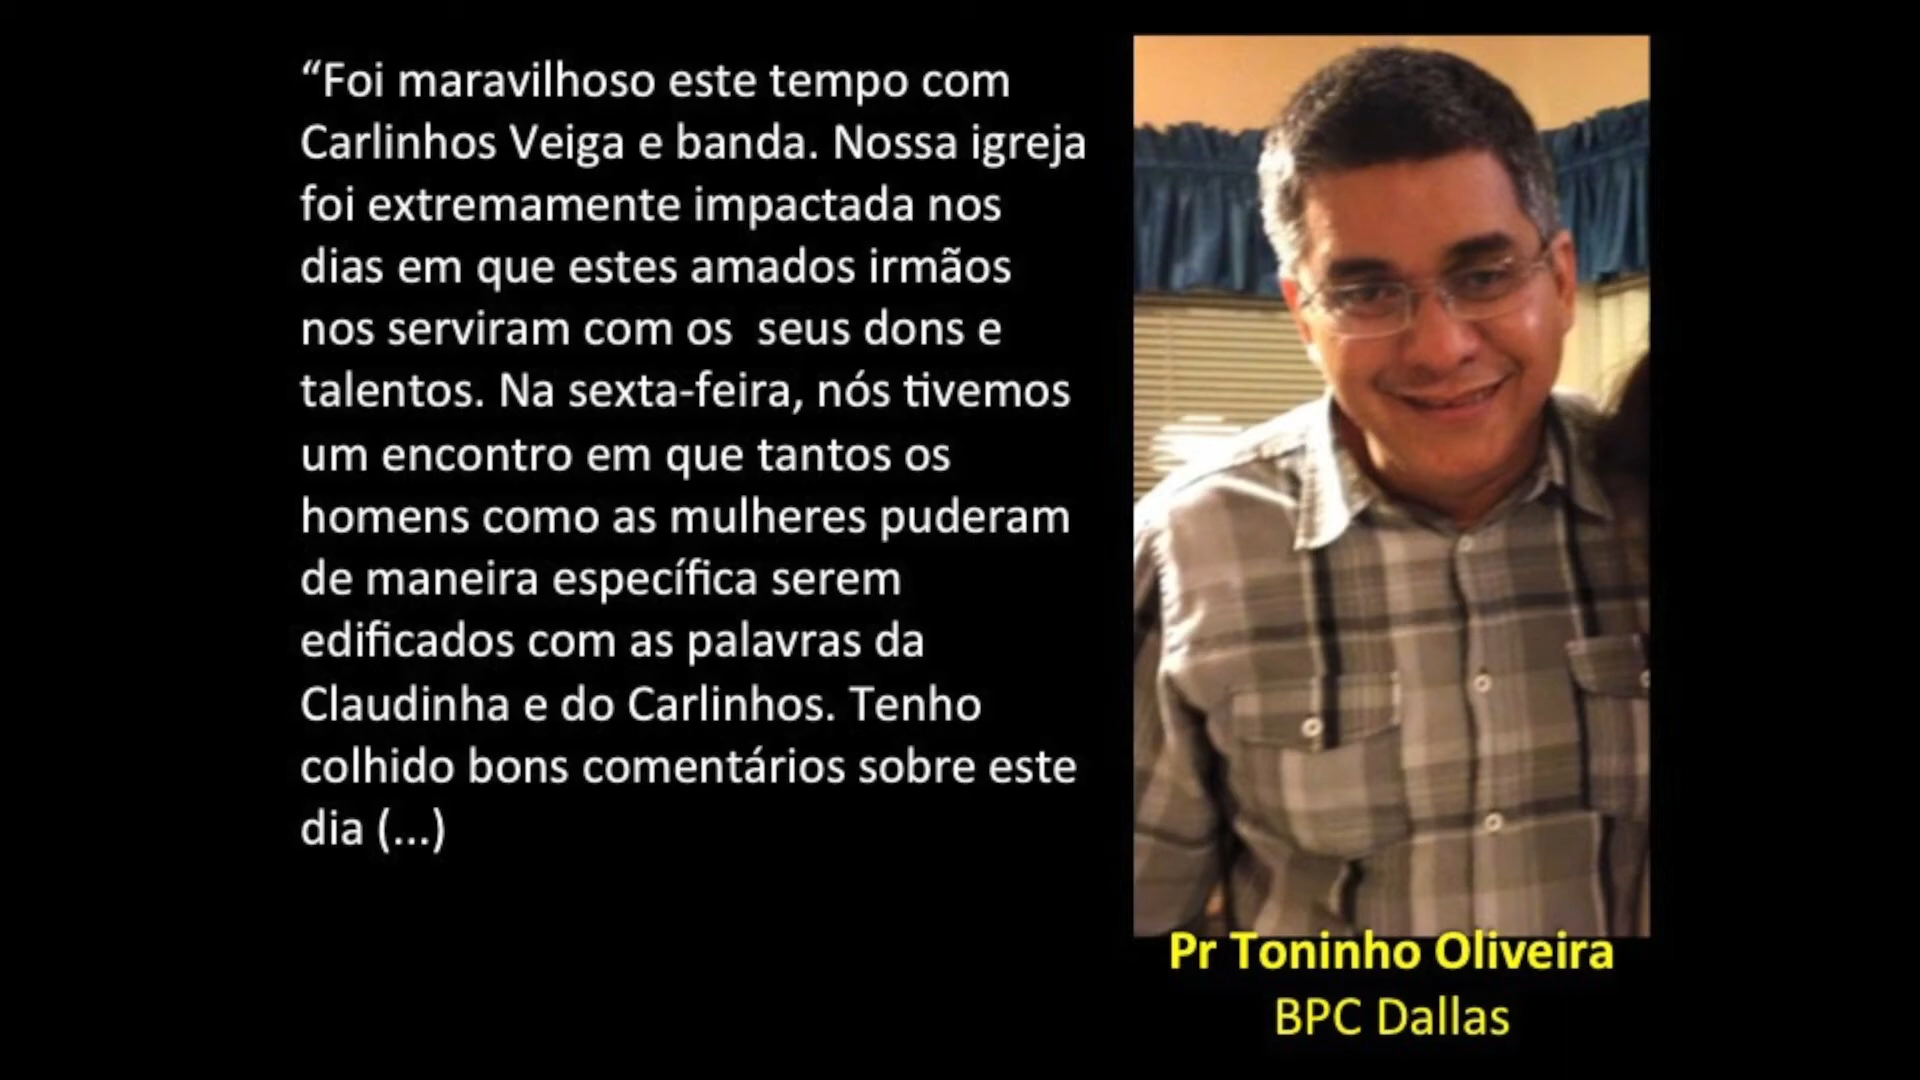 “Foi maravilhoso este tempo com
Carlinhos Veiga e banda. Nossa igreja
foi extremamente impactada nos
dias em que estes amados irmãos
nos serviram com os  seus dons e
talentos. Na sexta-feira, nós tivemos
um encontro em que tantos os
homens como as mulheres puderam
de maneira específica serem
edificados com as palavras da
Claudinha e do Carlinhos. Tenho
colhido bons comentários sobre este
dia (...)
Pr Toninho Oliveira
BPC Dallas